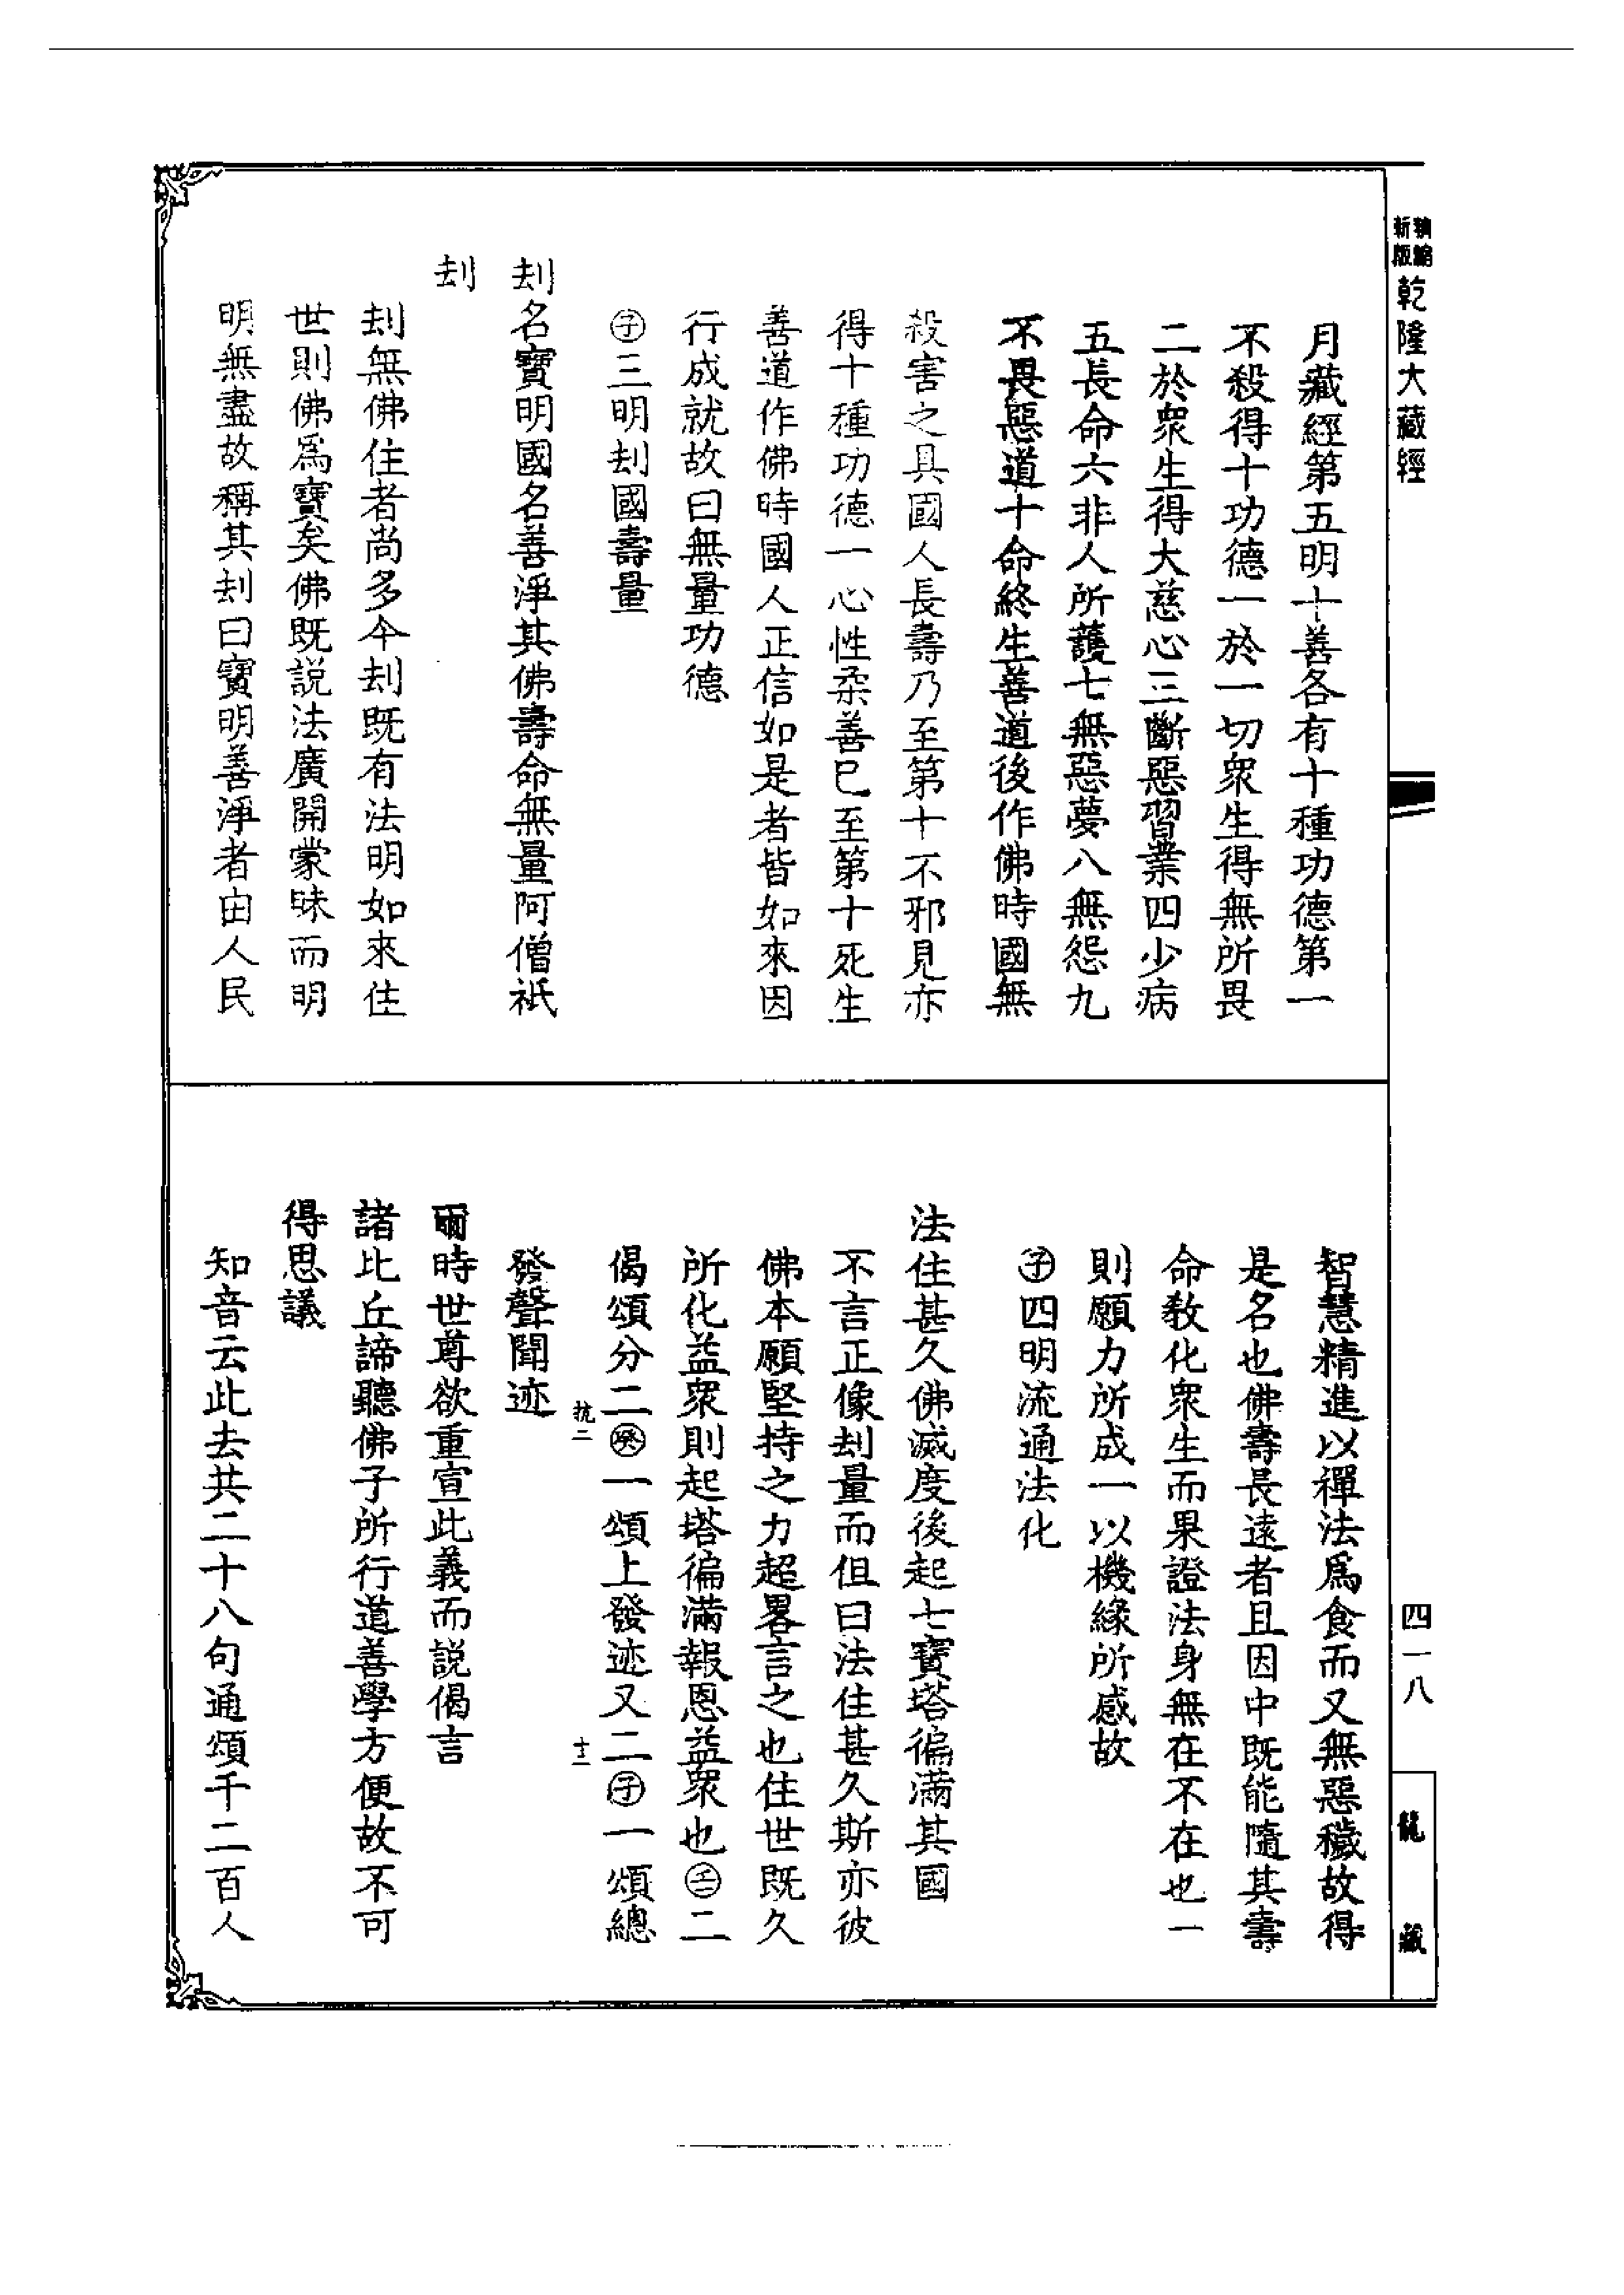 新編
新版
乾隆大藏經
月藏經第五明十善各有十種功德第一
不殺得十功德一於一切衆生得無所畏
二於衆生得大慈心三斷惡習業四少病
五長命六非人所護七無惡夢八無怨九
不畏惡道十命終生善道後作佛時國無
殺害之具國人長壽乃至第十不邪見亦
得十種功德一心性柔善巳至第十死生
善道作佛時國人正信如是者皆如來因
行成就故曰無量功德
㊀三明刦國壽量
刦名寶明國名善淨其佛壽命無量阿僧祇
刦
刦無佛住者尚多今刦既有法明如來住
世則佛爲寶矣佛既説法廣開蒙昧而明
明無盡故稱其刦曰寶明善淨者由人民
智慧精進以禪法爲食而又無惡穢故得
是名也佛壽長遠者且因中既能隨其壽
命教化衆生而果證法身無在不在也一
則願力所成一以機緣所感故
子四明流通法化
法住甚久佛滅度後起七寶塔徧滿其國
不言正像刦量而但曰法住甚久斯亦彼
佛本願堅持之力超畧言之也住世既久
所化益衆則起塔徧滿報恩益衆也壬二二
偈頌分二癸一頌上發迹又二子一頌總
抗二
十三
發聲聞迹
爾時世尊欲重宣此義而説偈言
諸比丘諦聽佛子所行道善學方便故不可
得思議
知音云此去共二十八句通頌千二百人
四一八
龍藏